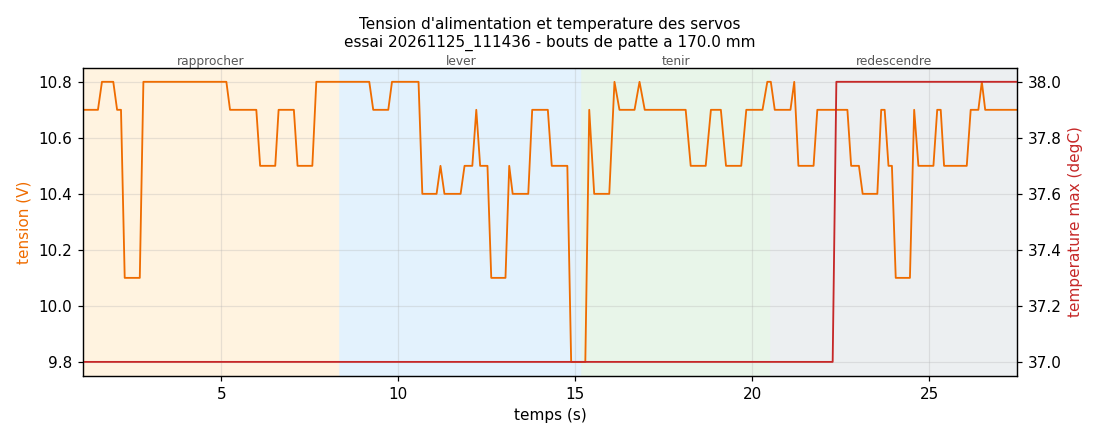 Tension d'alimentation et temperature des servos
essai 20261125_111436 - bouts de patte a 170.0 mm
rapprocher lever tenir redescendre
10.8
10.6
10.4
10.2
10.0
9.8
tension (V)
38.0
37.8
37.6
37.4
37.2
37.0
temperature max (degC)
5 10 15 20 25
temps (s)